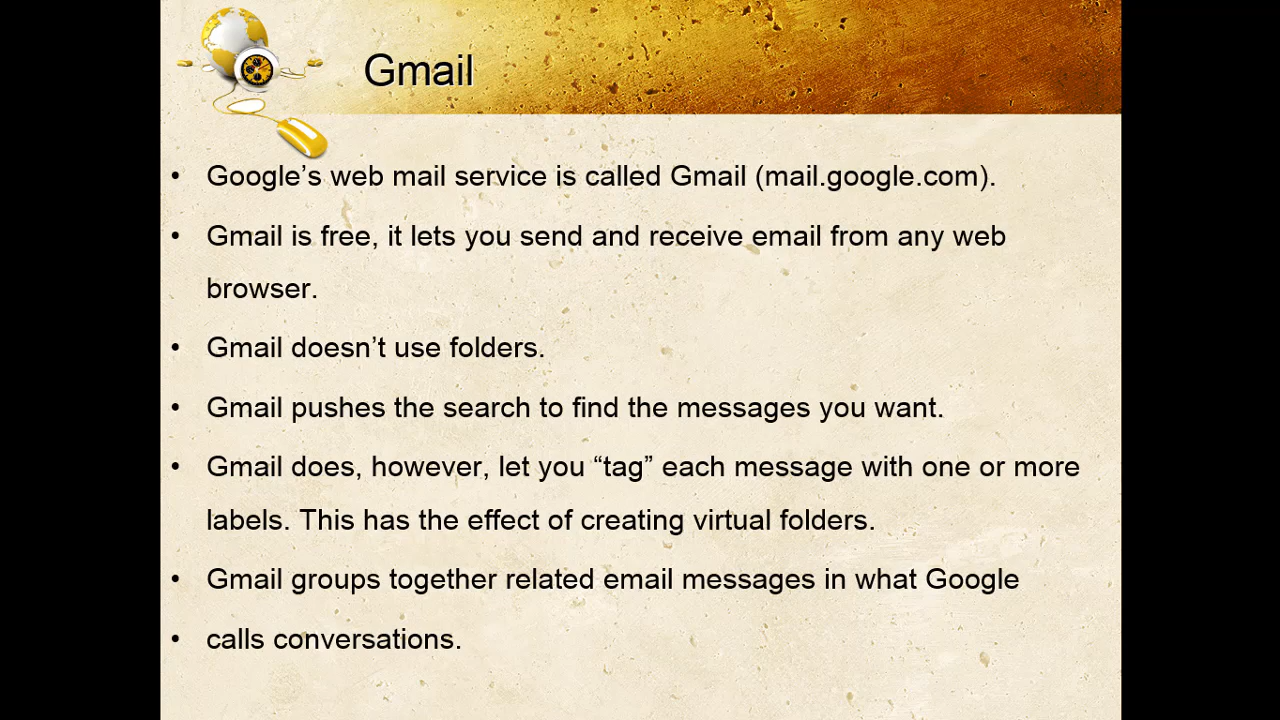 Gmail
• Google’s web mail service is called Gmail (mail.google.com).
• Gmail is free, it lets you send and receive email from any web
browser.
• Gmail doesn’t use folders.
• Gmail pushes the search to find the messages you want.
• Gmail does, however, let you “tag” each message with one or more
labels. This has the effect of creating virtual folders.
• Gmail groups together related email messages in what Google
• calls conversations.